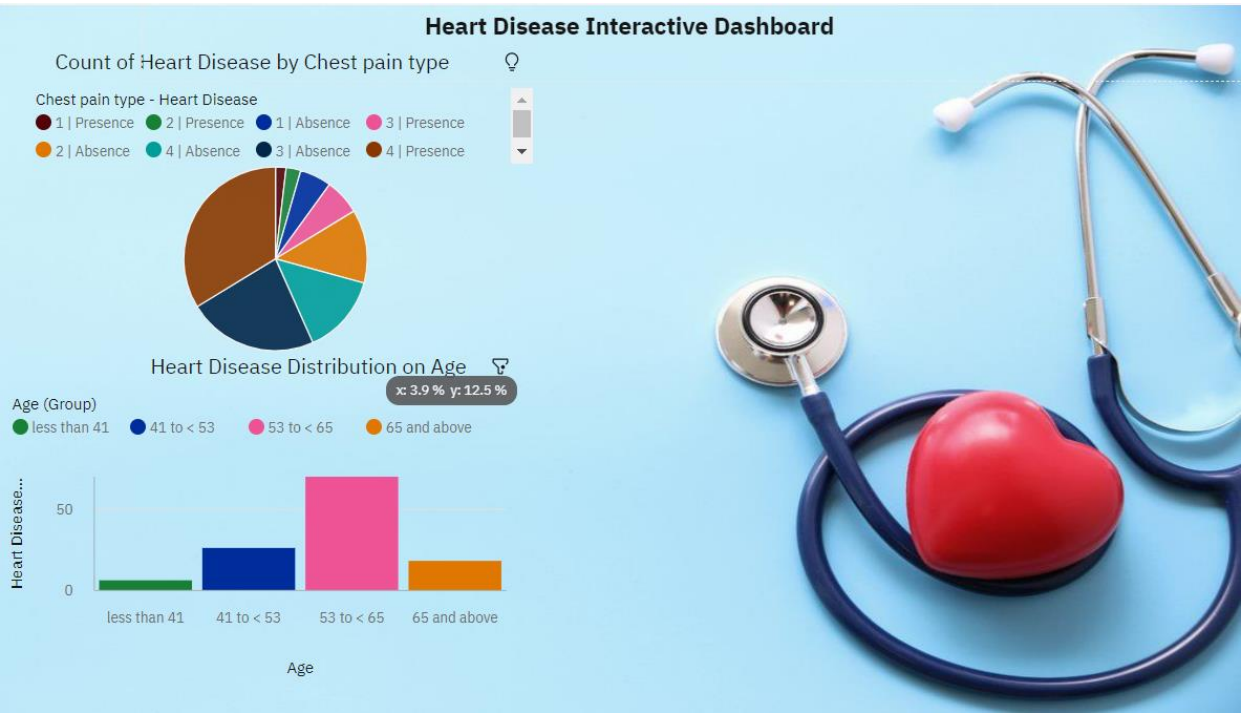 Heart Disease Interactive Dashboard
Count of Heart Disease by Chest pain type
Chest pain type - Heart Disease
1 | Presence 2 | Presence 1 | Absence 3 | Presence
2 | Absence 4 | Absence 3 | Absence 4 | Presence
Heart Disease Distribution on Age
x: 3.9 % y: 12.5 %
Age (Group)
less than 41 41 to < 53 53 to < 65 65 and above
Heart Disease...
50
0
less than 41 41 to < 53 53 to < 65 65 and above
Age